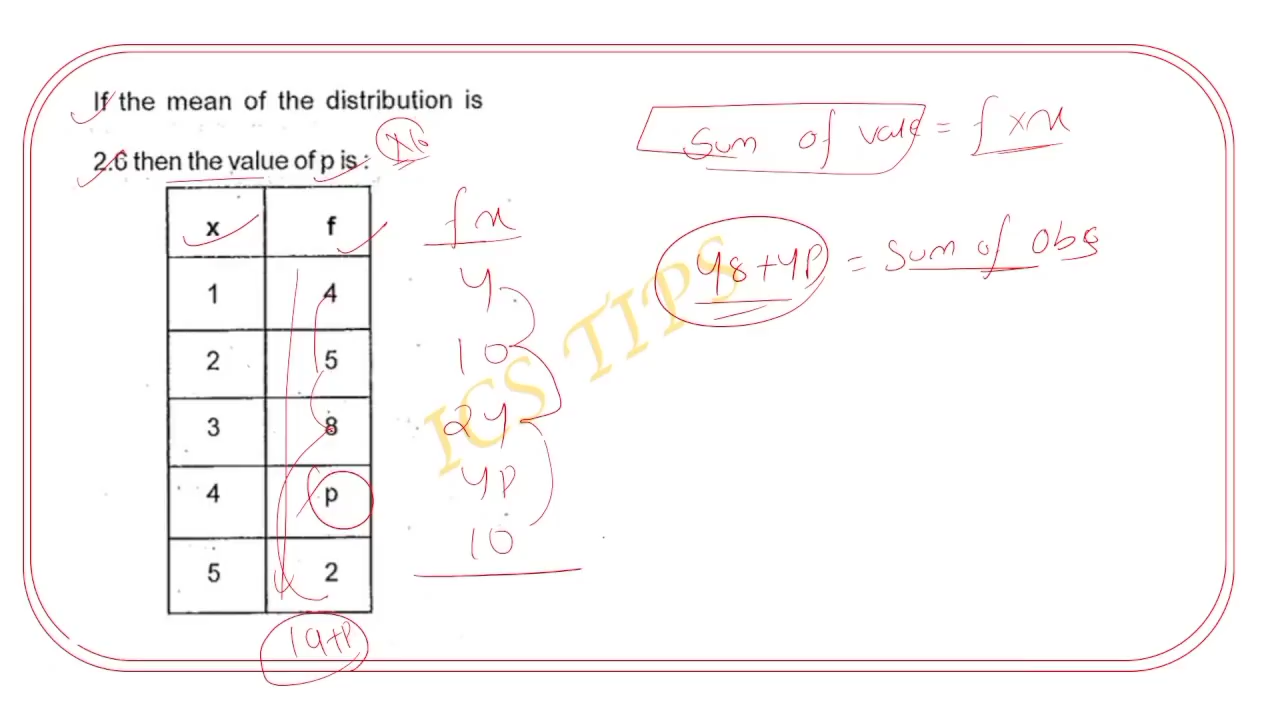 If the mean of the distribution is
2.6 then the value of p is :
x f fx
1 4 4
2 5 10
3 8 24
4 p 4P
5 2 10
19+P
Sum of vale = f x x
48+4P = Sum of Obs
ICS TIPS